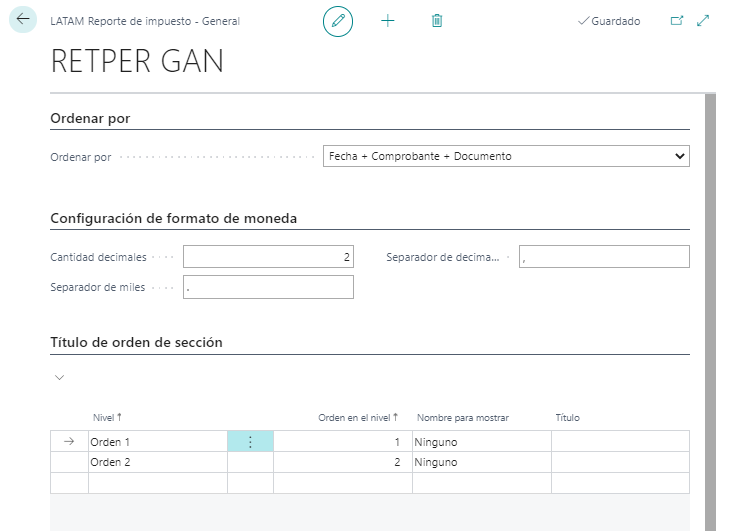 LATAM Reporte de impuesto - General
Guardado
RETPER GAN
Ordenar por
Ordenar por Fecha + Comprobante + Documento
Configuración de formato de moneda
Cantidad decimales 2 Separador de decima... ,
Separador de miles .
Título de orden de sección
Nivel ↑ Orden en el nivel ↑ Nombre para mostrar Título
Orden 1 1 Ninguno
Orden 2 2 Ninguno